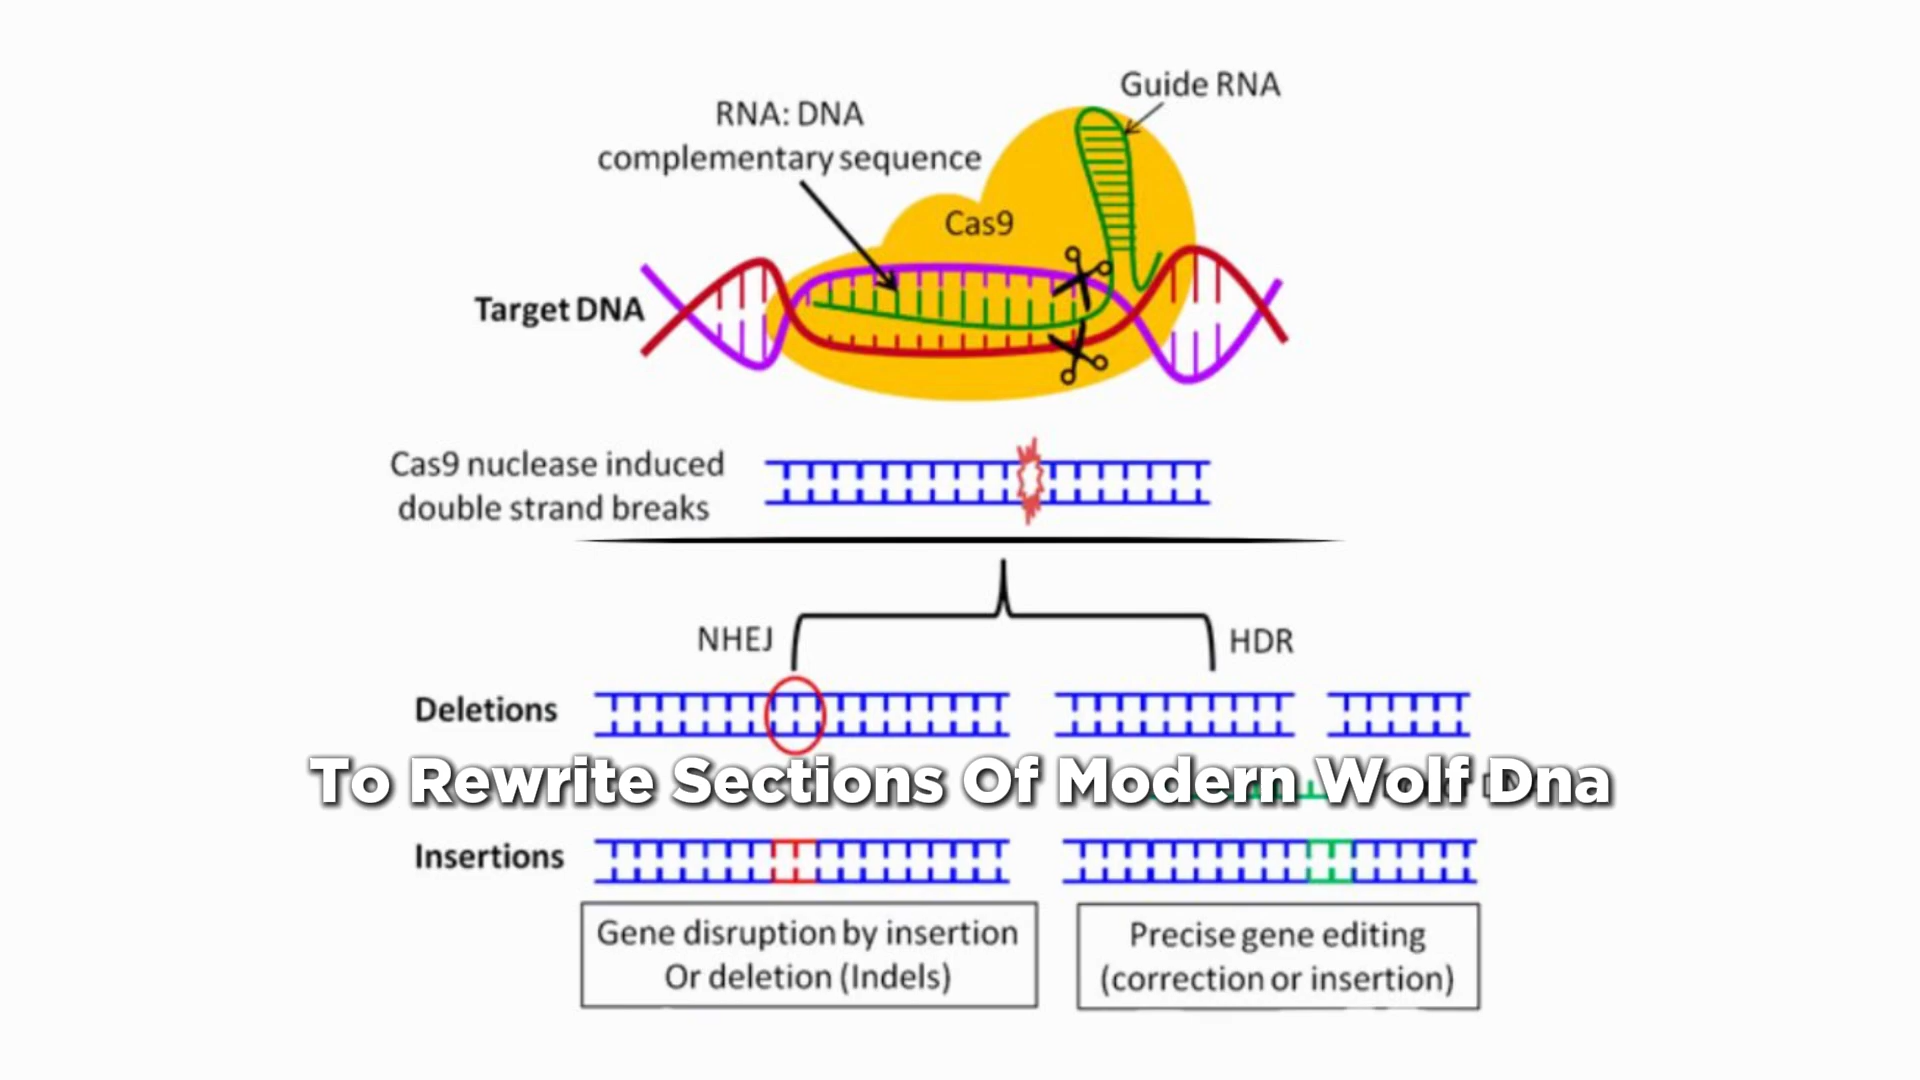 Guide RNA
RNA: DNA
complementary sequence
Cas9
Target DNA
Cas9 nuclease induced
double strand breaks
NHEJ
HDR
Deletions
To Rewrite Sections Of Modern Wolf Dna
Insertions
Gene disruption by insertion
Or deletion (Indels)
Precise gene editing
(correction or insertion)